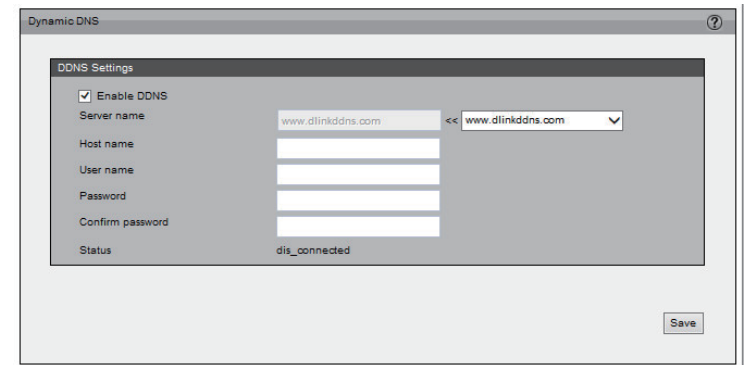 Dynamic DNS ?
DDNS Settings
Enable DDNS
Server name www.dlinkddns.com << www.dlinkddns.com
Host name
User name
Password
Confirm password
Status dis_connected
Save